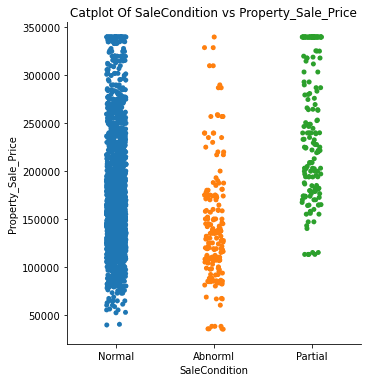 Catplot Of SaleCondition vs Property_Sale_Price
350000
300000
250000
200000
150000
100000
50000
Property_Sale_Price
Normal Abnorml Partial
SaleCondition